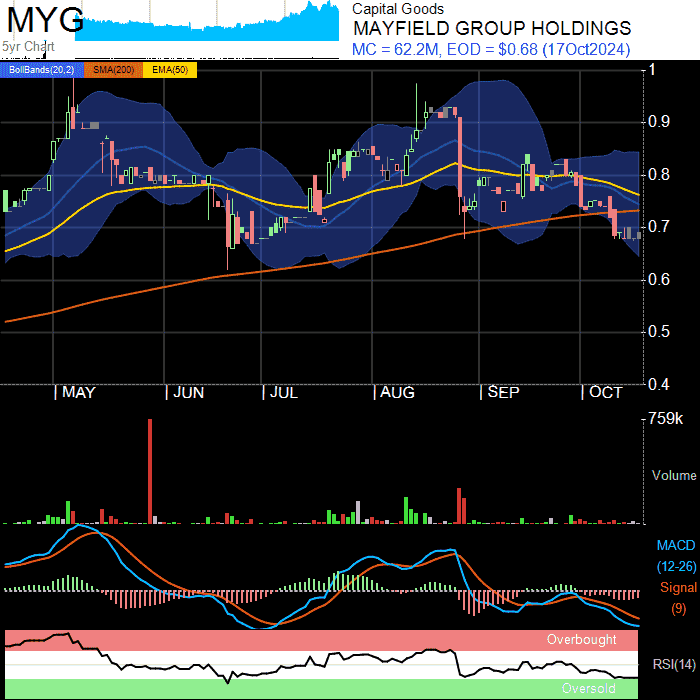 MYG
5yr Chart
Capital Goods
MAYFIELD GROUP HOLDINGS
MC = 62.2M, EOD = $0.68 (17Oct2024)
BollBands(20,2) SMA(200) EMA(50)
1
0.9
0.8
0.7
0.6
0.5
0.4
| MAY | JUN | JUL | AUG | SEP | OCT
759k
Volume
MACD
(12-26)
Signal
(9)
Overbought
RSI(14)
Oversold